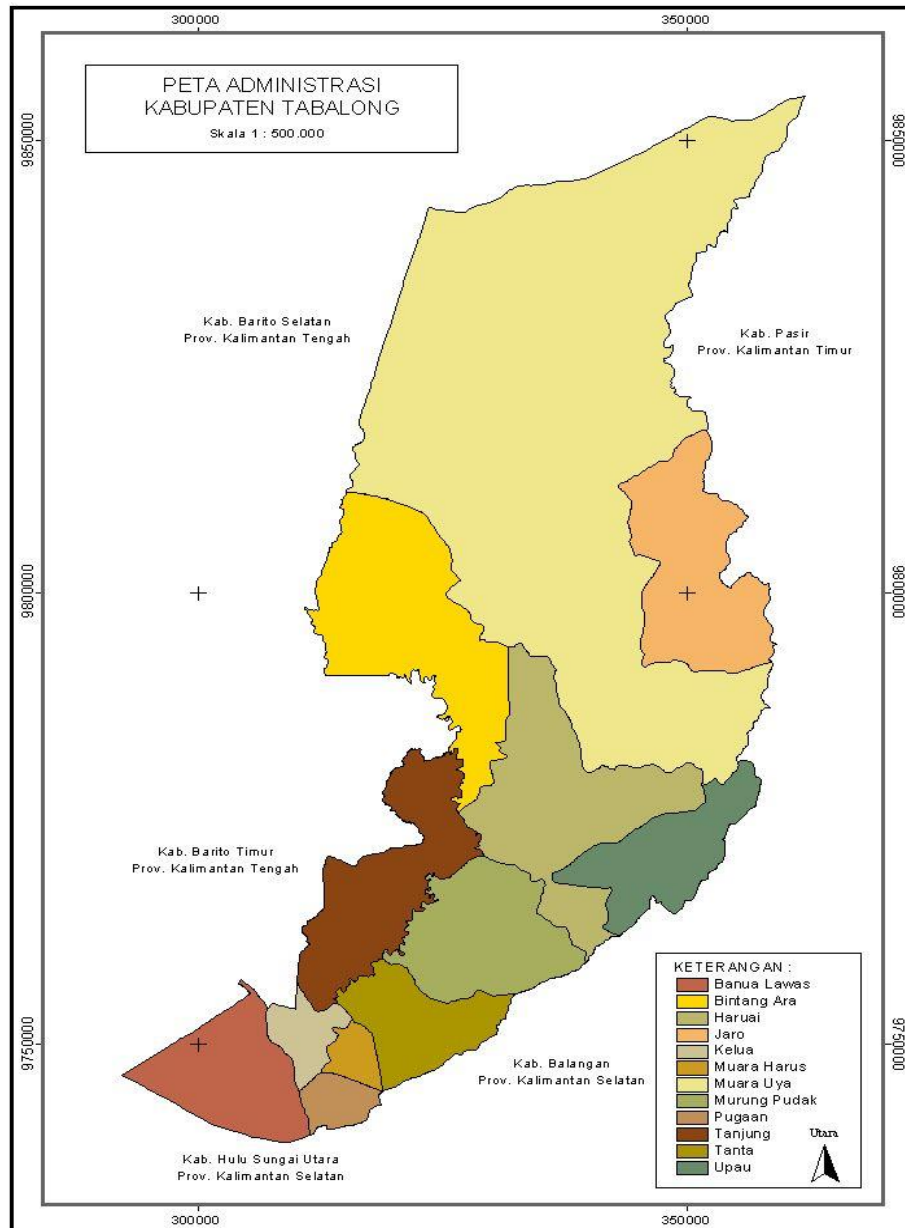 300000
350000
PETA ADMINISTRASI
KABUPATEN TABALONG
Skala 1 : 500.000
9850000
9850000
Kab. Barito Selatan
Prov. Kalimantan Tengah
Kab. Pasir
Prov. Kalimantan Timur
9800000
9800000
Kab. Barito Timur
Prov. Kalimantan Tengah
KETERANGAN :
Banua Lawas
Bintang Ara
Haruai
Jaro
Kelua
Muara Harus
Muara Uya
Murung Pudak
Pugaan
Tanjung
Tanta
Upau
Utara
9750000
9750000
Kab. Balangan
Prov. Kalimantan Selatan
Kab. Hulu Sungai Utara
Prov. Kalimantan Selatan
300000
350000